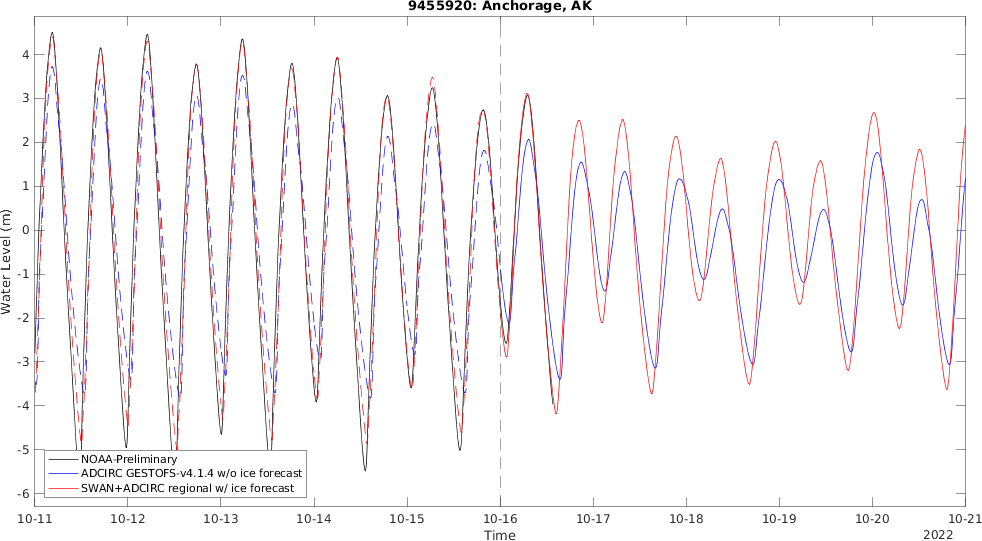 9455920: Anchorage, AK
Water Level (m)
4
3
2
1
0
-1
-2
-3
-4
-5
-6
NOAA-Preliminary
ADCIRC GESTOFS-v4.1.4 w/o ice forecast
SWAN+ADCIRC regional w/ ice forecast
10-11 10-12 10-13 10-14 10-15 10-16 10-17 10-18 10-19 10-20 10-21
Time
2022